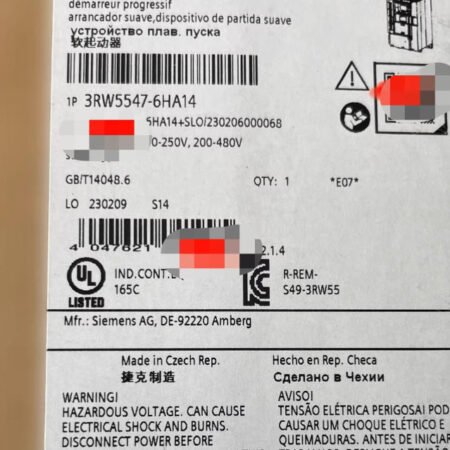 démarreur progressif
arrancador suave,dispositivo de partida suave
устройство плав. пуска
软起动器
1P 3RW5547-6HA14
6HA14+SLO/230206000068
0-250V, 200-480V
GB/T14048.6
QTY: 1 *E07*
LO 230209 S14
4 047621
2.1.4
UL
LISTED
IND.CONT.
165C
R-REM-
S49-3RW55
Mfr.: Siemens AG, DE-92220 Amberg
Made in Czech Rep.
捷克制造
Hecho en Rep. Checa
Сделано в Чехии
WARNING!
HAZARDOUS VOLTAGE. CAN CAUSE
ELECTRICAL SHOCK AND BURNS.
DISCONNECT POWER BEFORE
AVISO!
TENSÃO ELÉTRICA PERIGOSA! POD
CAUSAR UM CHOQUE ELÉTRICO E
QUEIMADURAS. ANTES DE INICIAR